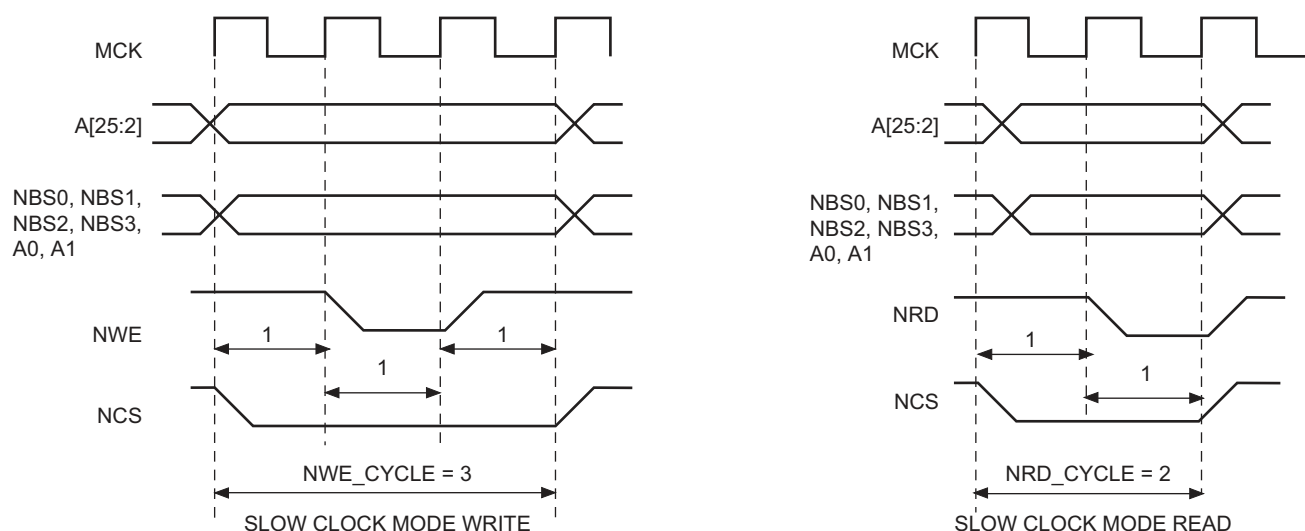 MCK
A[25:2]
NBS0, NBS1,
NBS2, NBS3,
A0, A1
NWE
1
1
1
NCS
NWE_CYCLE = 3
SLOW CLOCK MODE WRITE
MCK
A[25:2]
NBS0, NBS1,
NBS2, NBS3,
A0, A1
NRD
1
1
NCS
NRD_CYCLE = 2
SLOW CLOCK MODE READ